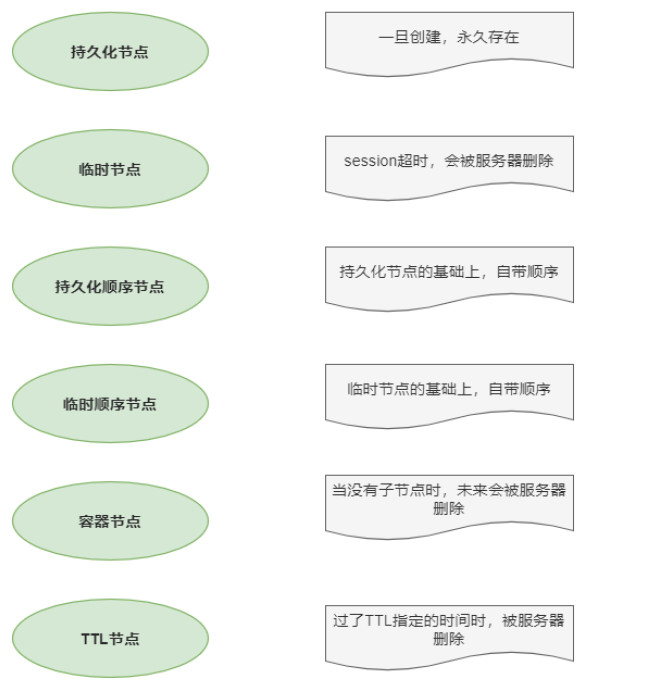 持久化节点
一旦创建，永久存在
临时节点
session超时，会被服务器删除
持久化顺序节点
持久化节点的基础上，自带顺序
临时顺序节点
临时节点的基础上，自带顺序
容器节点
当没有子节点时，未来会被服务器
删除
TTL节点
过了TTL指定的时间时，被服务器
删除